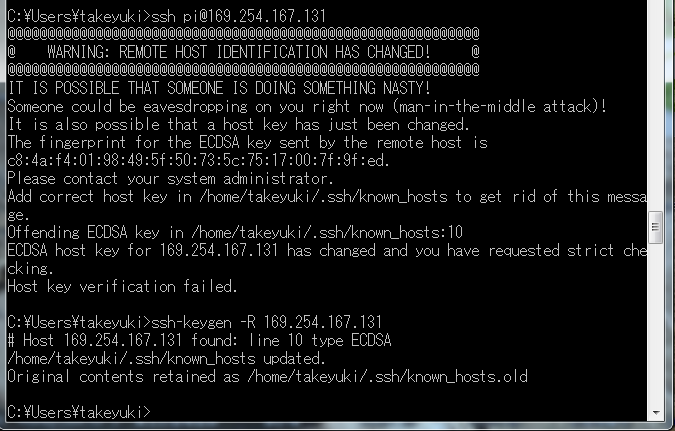 C:¥Users¥takeyuki>ssh pi@169.254.167.131
@@@@@@@@@@@@@@@@@@@@@@@@@@@@@@@@@@@@@@@@@@@@@@@@@@@@@@@@@@@
@    WARNING: REMOTE HOST IDENTIFICATION HAS CHANGED!     @
@@@@@@@@@@@@@@@@@@@@@@@@@@@@@@@@@@@@@@@@@@@@@@@@@@@@@@@@@@@
IT IS POSSIBLE THAT SOMEONE IS DOING SOMETHING NASTY!
Someone could be eavesdropping on you right now (man-in-the-middle attack)!
It is also possible that a host key has just been changed.
The fingerprint for the ECDSA key sent by the remote host is
c8:4a:f4:01:98:49:5f:50:73:5c:75:17:00:7f:9f:ed.
Please contact your system administrator.
Add correct host key in /home/takeyuki/.ssh/known_hosts to get rid of this messa
ge.
Offending ECDSA key in /home/takeyuki/.ssh/known_hosts:10
ECDSA host key for 169.254.167.131 has changed and you have requested strict che
cking.
Host key verification failed.
C:¥Users¥takeyuki>ssh-keygen -R 169.254.167.131
# Host 169.254.167.131 found: line 10 type ECDSA
/home/takeyuki/.ssh/known_hosts updated.
Original contents retained as /home/takeyuki/.ssh/known_hosts.old
C:¥Users¥takeyuki>